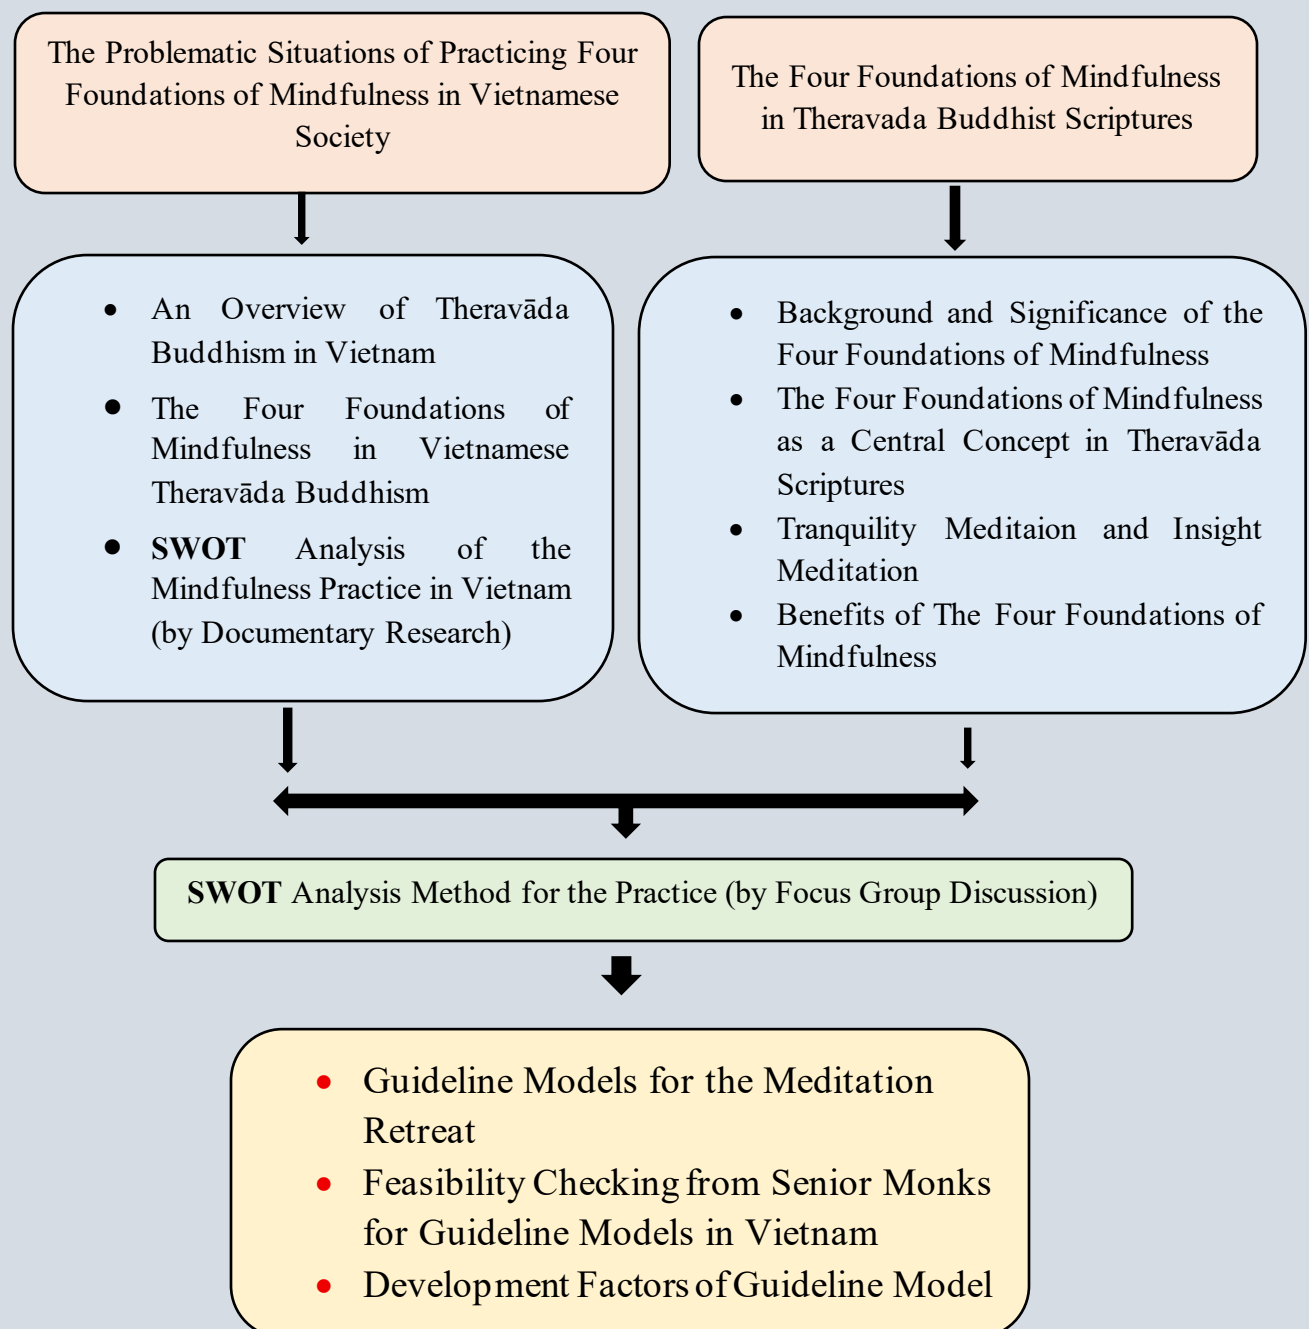 The Problematic Situations of Practicing Four
Foundations of Mindfulness in Vietnamese
Society
The Four Foundations of Mindfulness
in Theravada Buddhist Scriptures
• An Overview of Theravāda
Buddhism in Vietnam
• The Four Foundations of
Mindfulness in Vietnamese
Theravāda Buddhism
• SWOT Analysis of the
Mindfulness Practice in Vietnam
(by Documentary Research)
• Background and Significance of the
Four Foundations of Mindfulness
• The Four Foundations of Mindfulness
as a Central Concept in Theravāda
Scriptures
• Tranquility Meditaion and Insight
Meditation
• Benefits of The Four Foundations of
Mindfulness
SWOT Analysis Method for the Practice (by Focus Group Discussion)
• Guideline Models for the Meditation
Retreat
• Feasibility Checking from Senior Monks
for Guideline Models in Vietnam
• Development Factors of Guideline Model